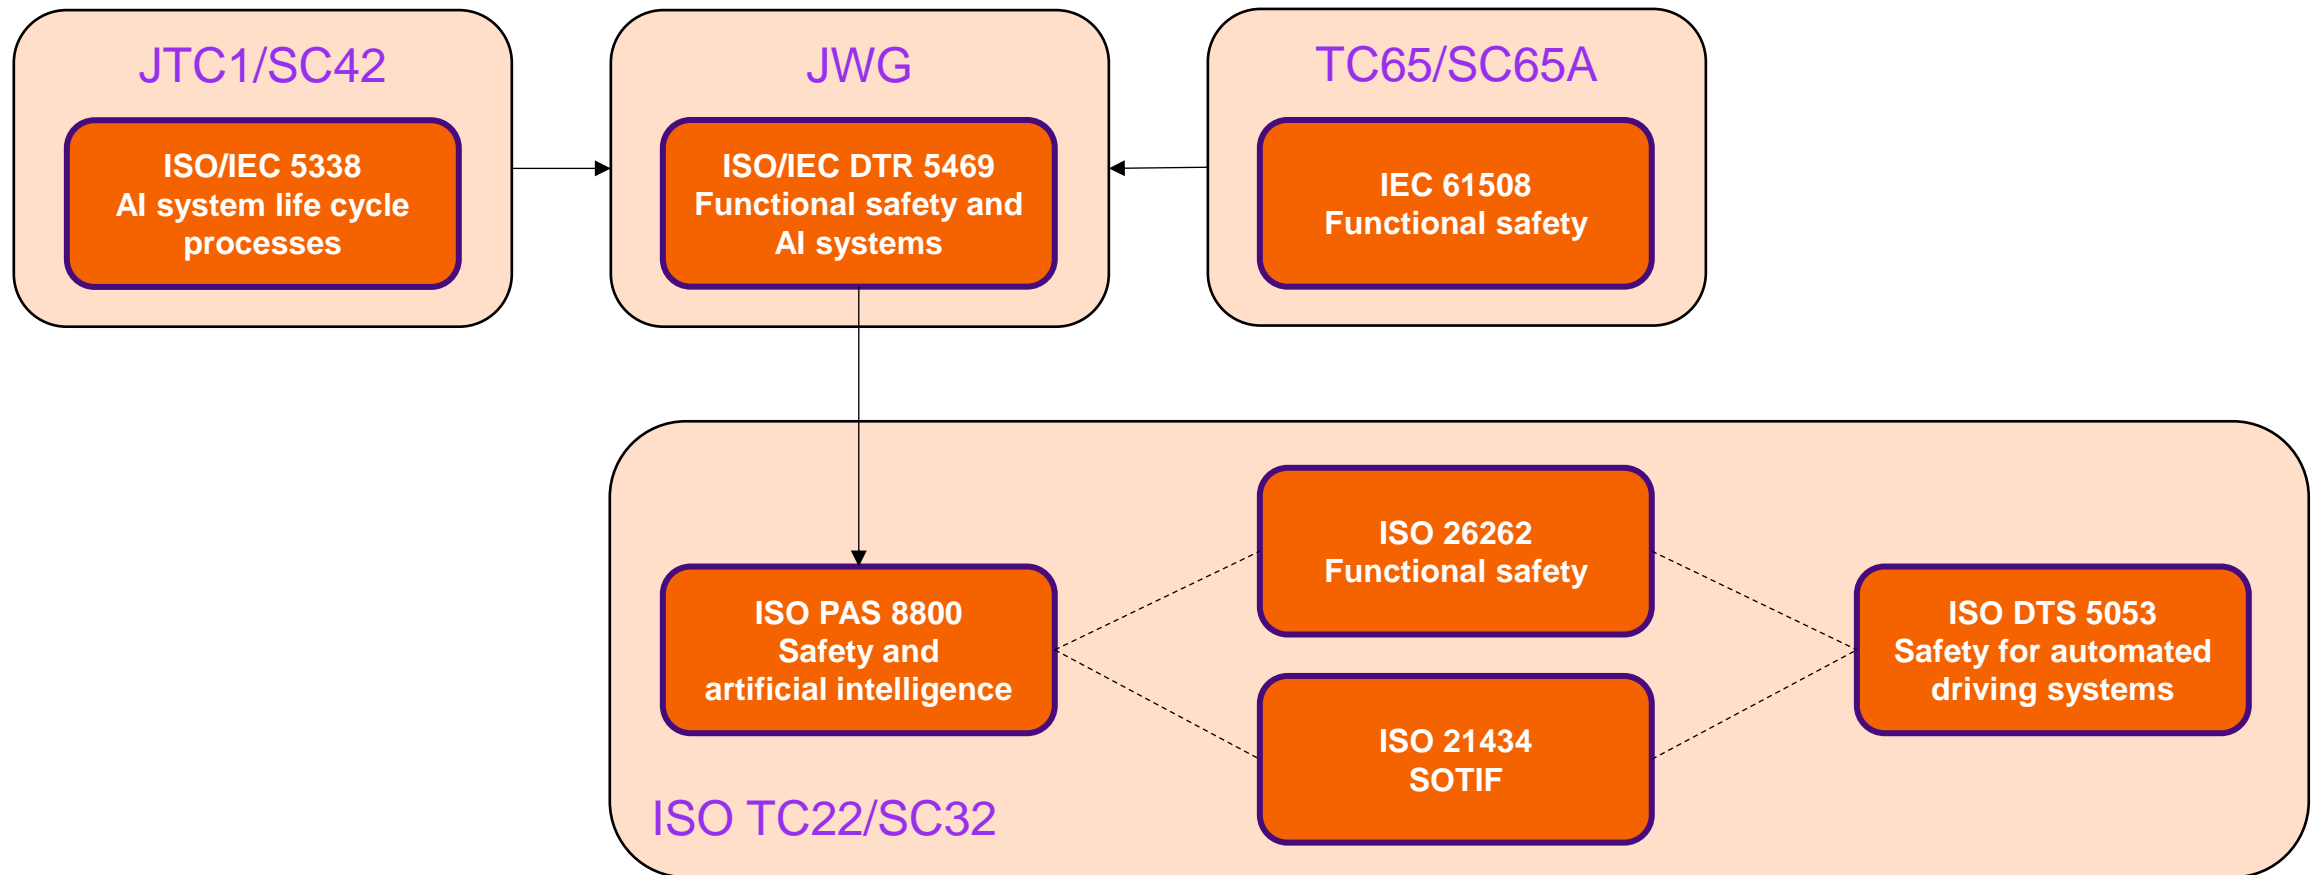 JTC1/SC42
ISO/IEC 5338
AI system life cycle
processes
JWG
ISO/IEC DTR 5469
Functional safety and
AI systems
TC65/SC65A
IEC 61508
Functional safety
ISO PAS 8800
Safety and
artificial intelligence
ISO 26262
Functional safety
ISO 21434
SOTIF
ISO DTS 5053
Safety for automated
driving systems
ISO TC22/SC32